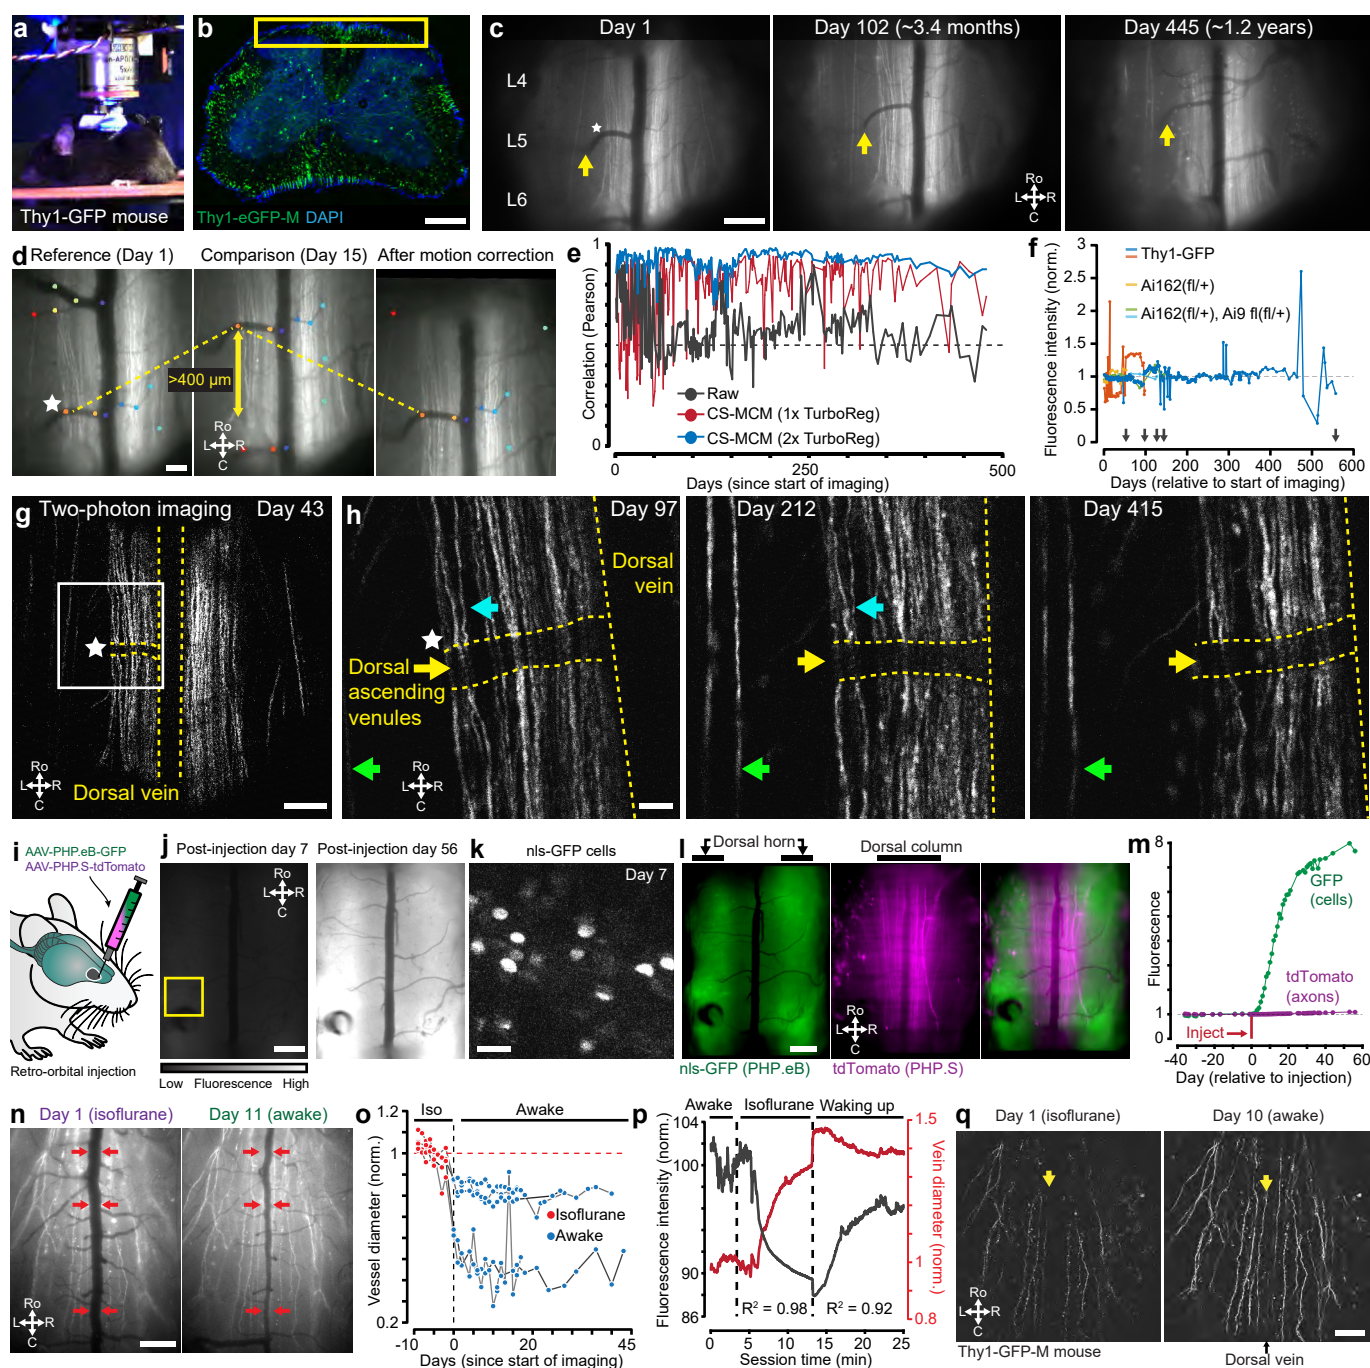 a
Thy1-GFP mouse
b
Thy1-eGFP-M DAPI
c
Day 1
Day 102 (~3.4 months)
Day 445 (~1.2 years)
L4
L5
L6
Ro
L R
C
d
Reference (Day 1)
Comparison (Day 15)
After motion correction
>400 µm
Ro
L R
C
e
Correlation (Pearson)
1
0
Raw
CS-MCM (1x TurboReg)
CS-MCM (2x TurboReg)
0
250
500
Days (since start of imaging)
f
Fluorescence intensity (norm.)
3
2.5
2
1.5
1
0.5
0
Thy1-GFP
Ai162(fl/+)
Ai162(fl/+), Ai9 fl(fl/+)
0 100 200 300 400 500 600
Days (relative to start of imaging)
g
Two-photon imaging
Day 43
Ro
L R
C
Dorsal vein
h
Day 97
Dorsal
vein
Dorsal
ascending
venules
Ro
L R
C
Day 212
Day 415
i
AAV-PHP.eB-GFP
AAV-PHP.S-tdTomato
Retro-orbital injection
j
Post-injection day 7
Post-injection day 56
Ro
L R
C
Low Fluorescence High
k
nls-GFP cells
Day 7
l
Dorsal horn
Dorsal column
Ro
L R
C
nls-GFP (PHP.eB)
tdTomato (PHP.S)
m
Fluorescence
8
1
0
GFP
(cells)
tdTomato
(axons)
Inject
-40 -20 0 20 40 60
Day (relative to injection)
n
Day 1 (isoflurane)
Day 11 (awake)
Ro
L R
C
o
Iso
Awake
Vessel diameter (norm.)
1.2
1
0.2
Isoflurane
Awake
-10 0 10 20 30 45
Days (since start of imaging)
p
Awake
Isoflurane
Waking up
Fluorescence intensity (norm.)
104
100
90
86
R² = 0.98
R² = 0.92
1.5
1
0.8
Vein diameter (norm.)
0 5 10 15 20 25
Session time (min)
q
Day 1 (isoflurane)
Day 10 (awake)
Ro
L R
C
Thy1-GFP-M mouse
Dorsal vein